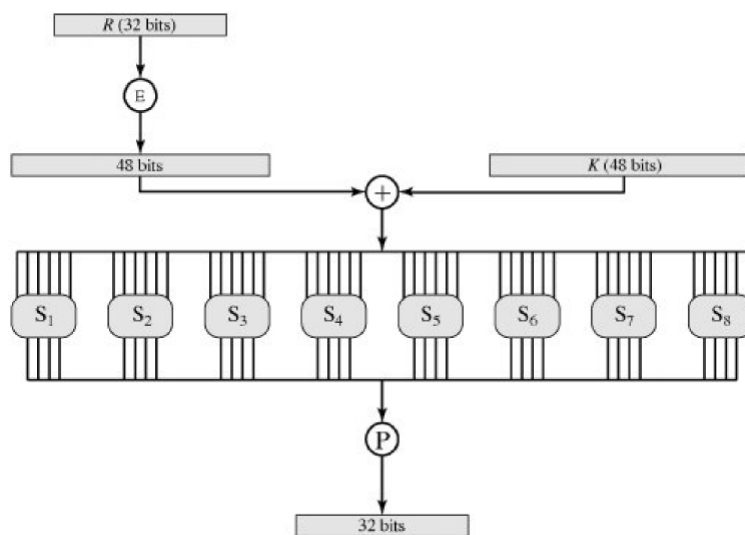 R (32 bits)
E
48 bits
K (48 bits)
+
S1 S2 S3 S4 S5 S6 S7 S8
P
32 bits